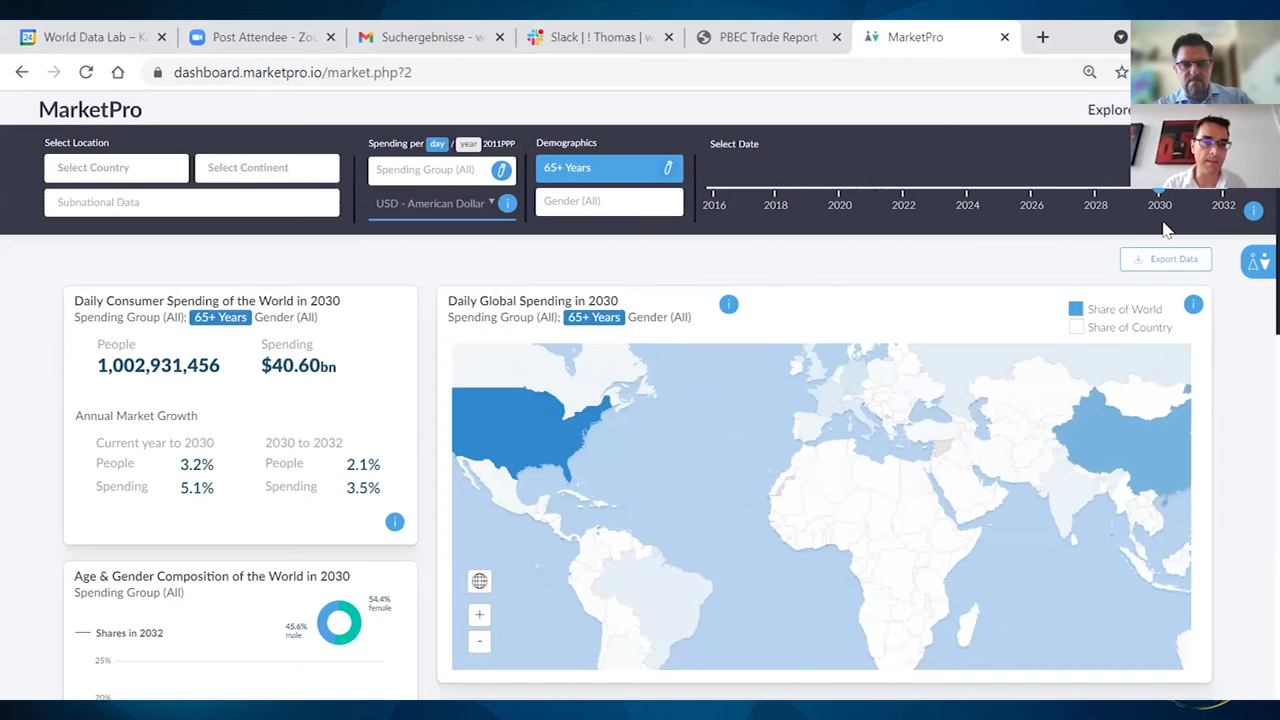 24
World Data Lab – K
Post Attendee - Zoo
Suchergebnisse - w
Slack | ! Thomas | w
PBEC Trade Report
MarketPro
dashboard.marketpro.io/market.php?2
MarketPro
Explore
Select Location
Spending per day / year 2011PPP
Demographics
Select Date
Select Country
Select Continent
Spending Group (All)
65+ Years
Subnational Data
USD - American Dollar
Gender (All)
2016 2018 2020 2022 2024 2026 2028 2030 2032
Export Data
Daily Consumer Spending of the World in 2030
Spending Group (All); 65+ Years Gender (All)
People
Spending
1,002,931,456
$40.60bn
Annual Market Growth
Current year to 2030
2030 to 2032
People 3.2%
People 2.1%
Spending 5.1%
Spending 3.5%
Daily Global Spending in 2030
Spending Group (All); 65+ Years Gender (All)
Share of World
Share of Country
+
-
Age & Gender Composition of the World in 2030
Spending Group (All)
54.4%
female
45.6%
male
Shares in 2032
25%
20%